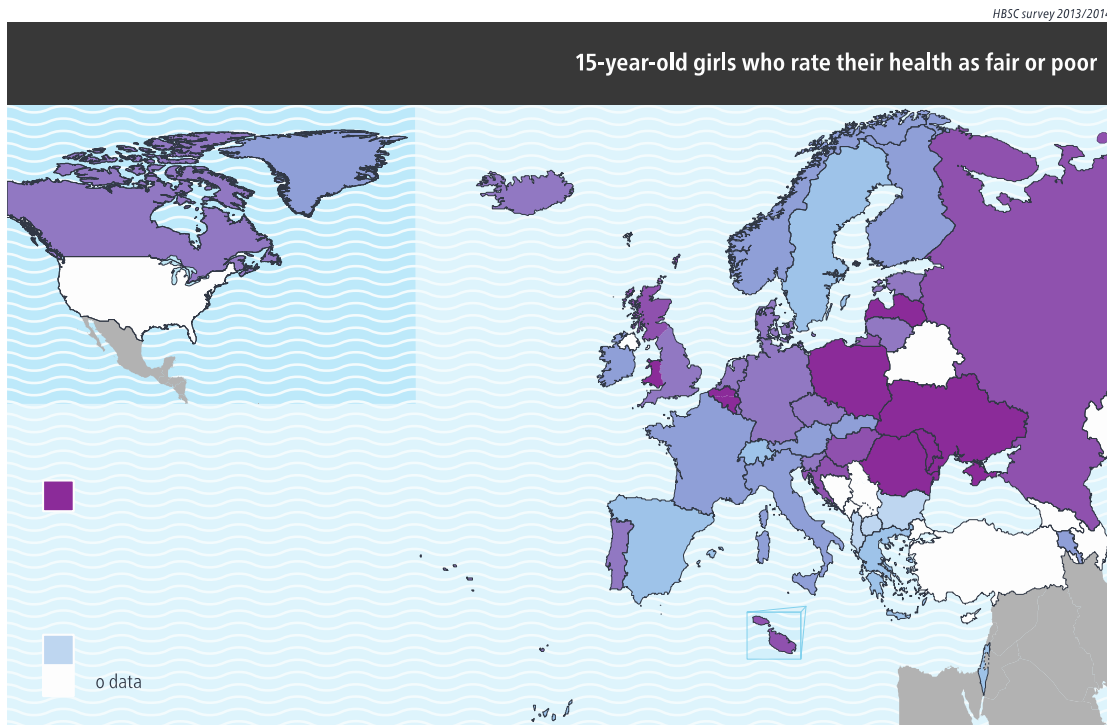 HBSC survey 2013/2014
15-year-old girls who rate their health as fair or poor
o data